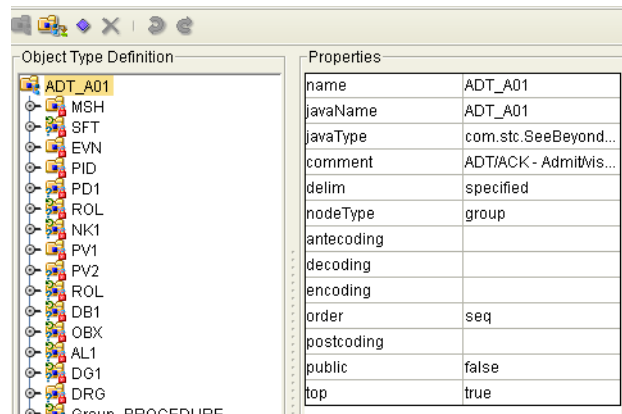 Object Type Definition
ADT_A01
MSH
SFT
EVN
PID
PD1
ROL
NK1
PV1
PV2
ROL
DB1
OBX
AL1
DG1
DRG
Group_PROCEDURE
Properties
name ADT_A01
javaName ADT_A01
javaType com.stc.SeeBeyond...
comment ADT/ACK - Admit/vis...
delim specified
nodeType group
antecoding
decoding
encoding
order seq
postcoding
public false
top true